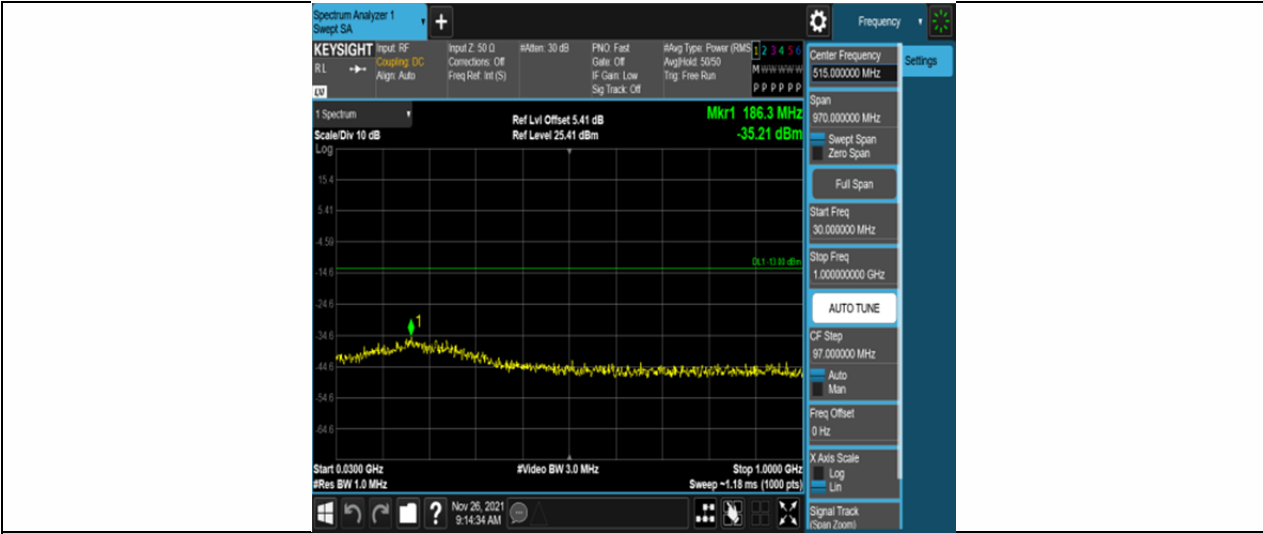 Spectrum Analyzer 1
Swept SA
+
Frequency
KEYSIGHT
Input: RF
Coupling: DC
Align: Auto
RL
LV
Input Z: 50 Ω
Corrections: Off
Freq Ref: Int (S)
#Atten: 30 dB
PNO: Fast
Gate: Off
IF Gain: Low
Sig Track: Off
#Avg Type: Power (RMS
Avg|Hold: 50/50
Trig: Free Run
1 2 3 4 5 6
M W W W W W
P P P P P P
Center Frequency
515.000000 MHz
Settings
1 Spectrum
Scale/Div 10 dB
Ref Lvl Offset 5.41 dB
Ref Level 25.41 dBm
Mkr1 186.3 MHz
-35.21 dBm
Log
15.4
5.41
-4.59
-14.6
-24.6
-34.6
-44.6
-54.6
-64.6
DL1 -13.00 dBm
1
Start 0.0300 GHz
#Res BW 1.0 MHz
#Video BW 3.0 MHz
Stop 1.0000 GHz
Sweep ~1.18 ms (1000 pts)
Span
970.000000 MHz
Swept Span
Zero Span
Full Span
Start Freq
30.000000 MHz
Stop Freq
1.000000000 GHz
AUTO TUNE
CF Step
97.000000 MHz
Auto
Man
Freq Offset
0 Hz
X Axis Scale
Log
Lin
Signal Track
(Span Zoom)
?
Nov 26, 2021
9:14:34 AM